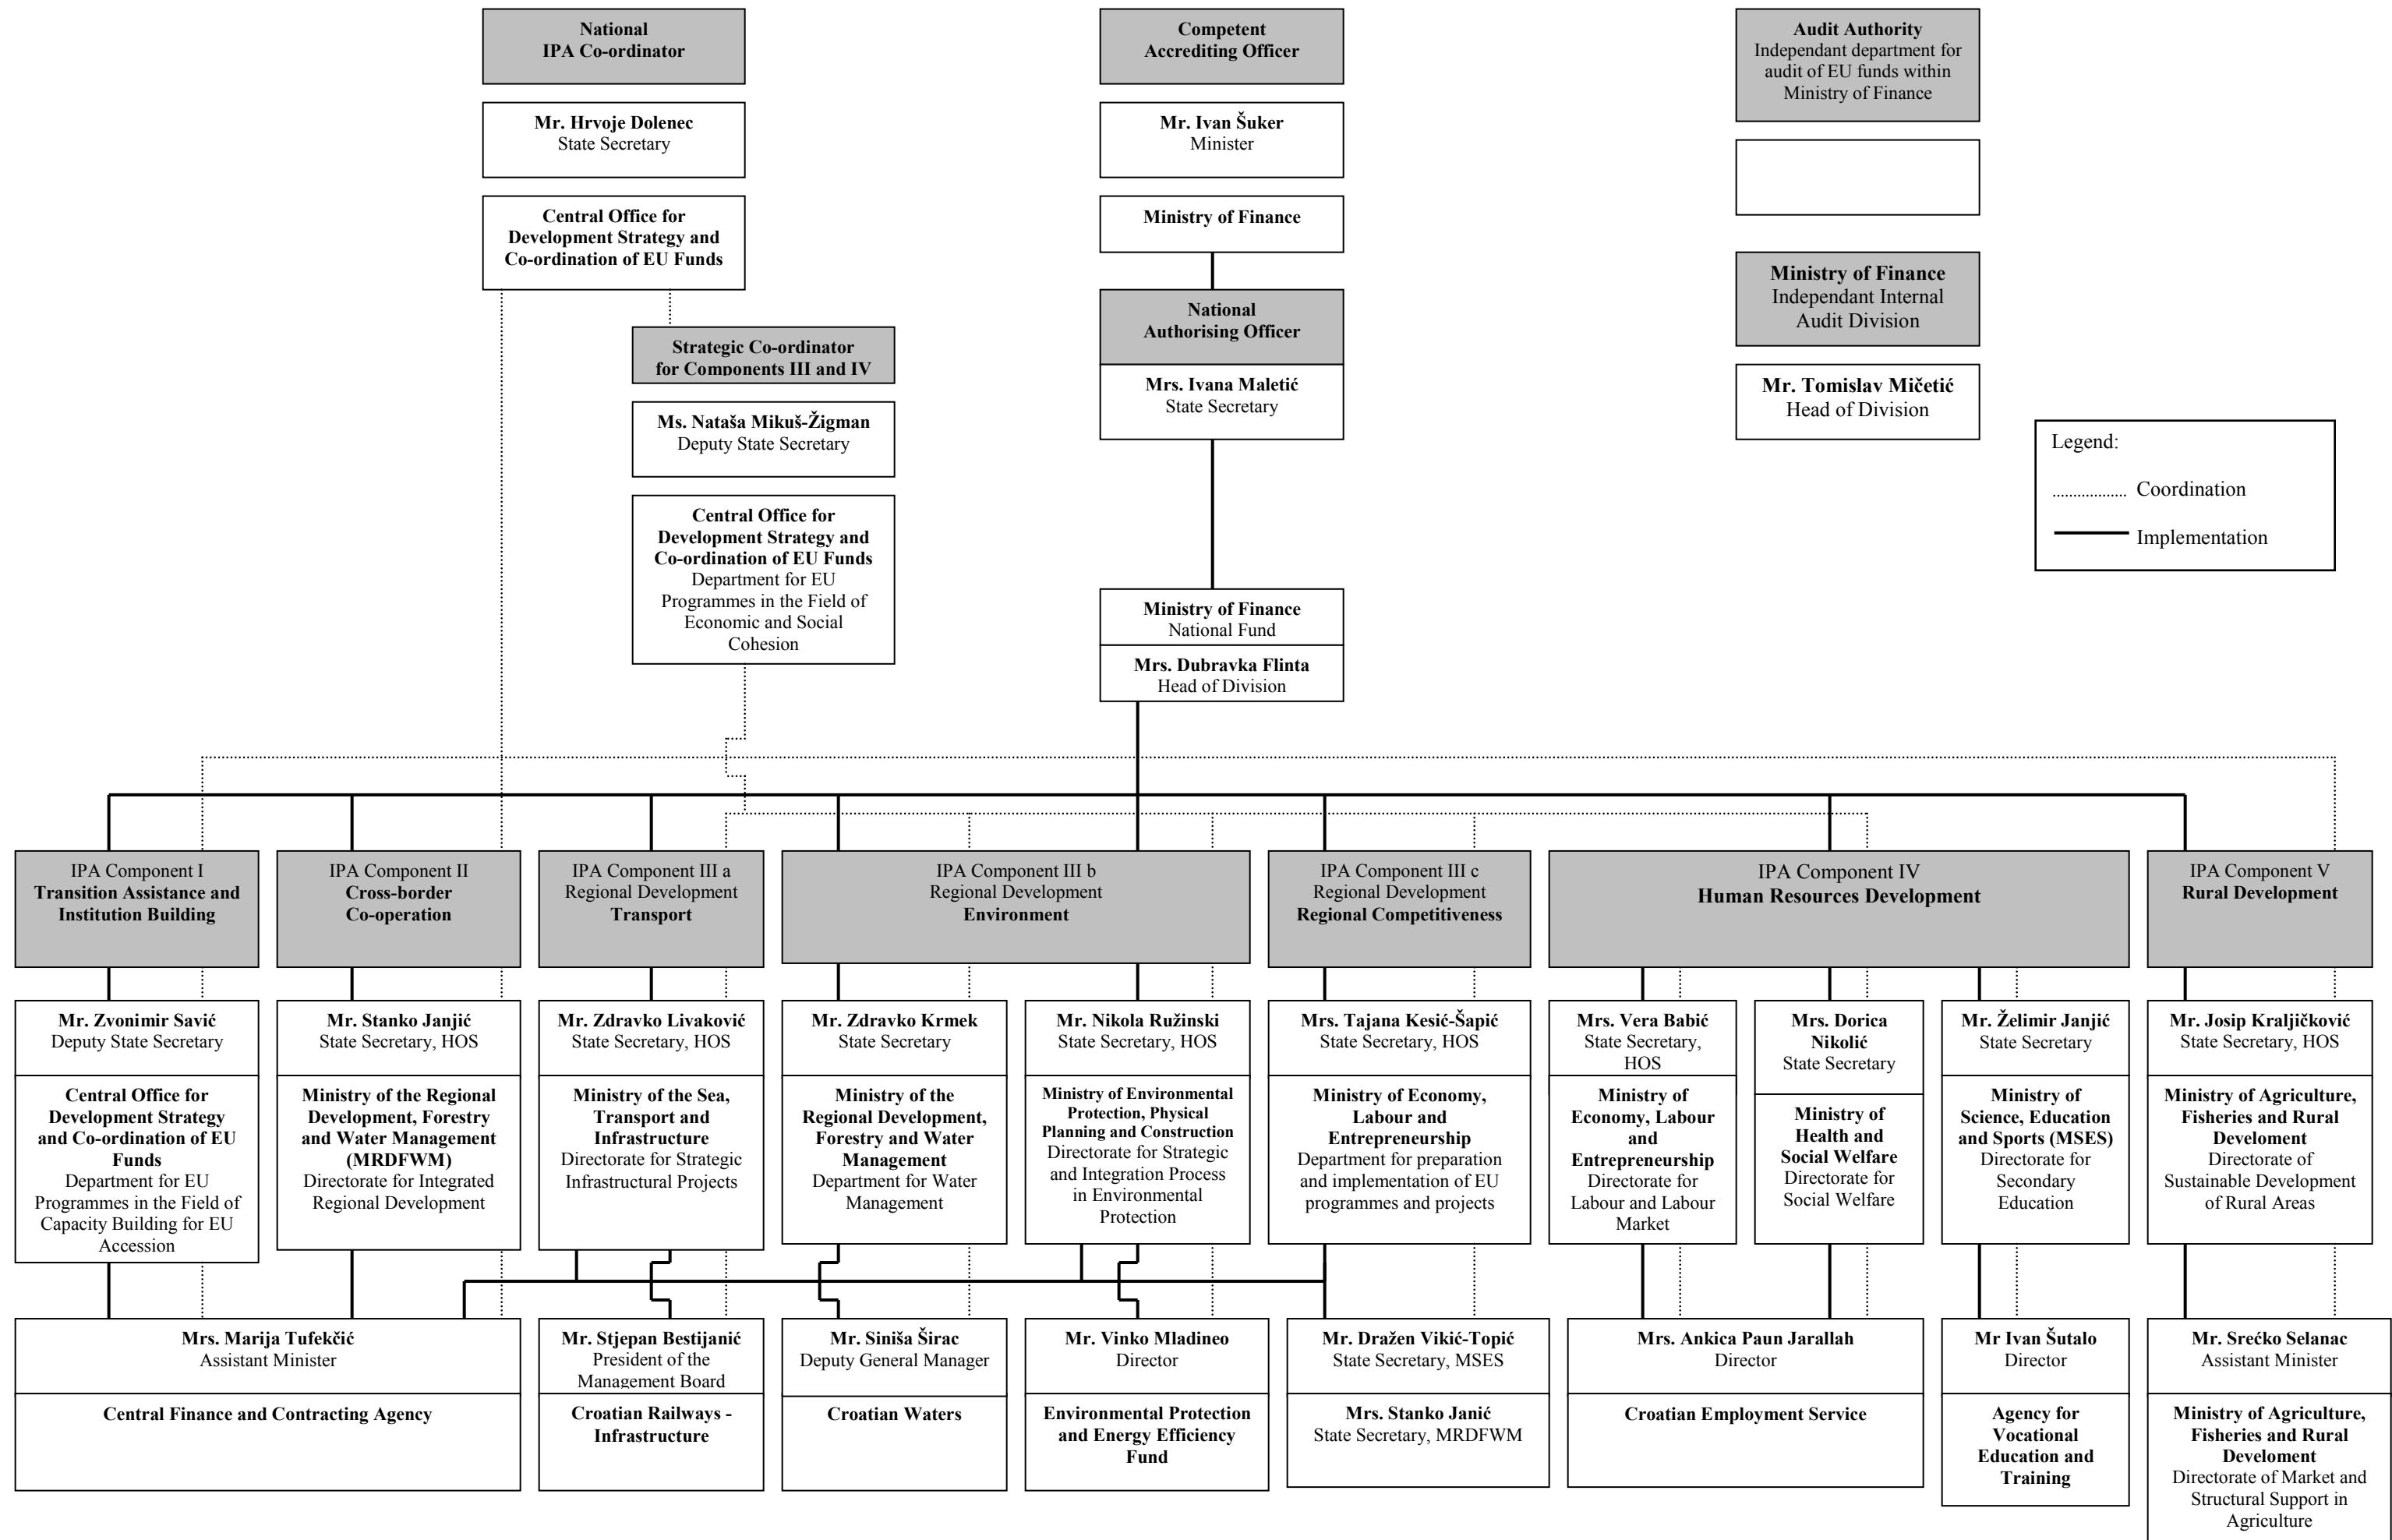 National
IPA Co-ordinator
Mr. Hrvoje Dolenec
State Secretary
Central Office for
Development Strategy and
Co-ordination of EU Funds
Strategic Co-ordinator
for Components III and IV
Ms. Nataša Mikuš-Žigman
Deputy State Secretary
Central Office for
Development Strategy and
Co-ordination of EU Funds
Department for EU
Programmes in the Field of
Economic and Social
Cohesion
Competent
Accrediting Officer
Mr. Ivan Šuker
Minister
Ministry of Finance
National
Authorising Officer
Mrs. Ivana Maletić
State Secretary
Ministry of Finance
National Fund
Mrs. Dubravka Flinta
Head of Division
Audit Authority
Independant department for
audit of EU funds within
Ministry of Finance
Ministry of Finance
Independant Internal
Audit Division
Mr. Tomislav Mičetić
Head of Division
Legend:
.................. Coordination
Implementation
IPA Component I
Transition Assistance and
Institution Building
IPA Component II
Cross-border
Co-operation
IPA Component III a
Regional Development
Transport
IPA Component III b
Regional Development
Environment
IPA Component III c
Regional Development
Regional Competitiveness
IPA Component IV
Human Resources Development
IPA Component V
Rural Development
Mr. Zvonimir Savić
Deputy State Secretary
Central Office for
Development Strategy
and Co-ordination of EU
Funds
Department for EU
Programmes in the Field of
Capacity Building for EU
Accession
Mr. Stanko Janjić
State Secretary, HOS
Ministry of the Regional
Development, Forestry
and Water Management
(MRDFWM)
Directorate for Integrated
Regional Development
Mr. Zdravko Livaković
State Secretary, HOS
Ministry of the Sea,
Transport and
Infrastructure
Directorate for Strategic
Infrastructural Projects
Mr. Zdravko Krmek
State Secretary
Ministry of the
Regional Development,
Forestry and Water
Management
Department for Water
Management
Mr. Nikola Ružinski
State Secretary, HOS
Ministry of Environmental
Protection, Physical
Planning and Construction
Directorate for Strategic
and Integration Process
in Environmental
Protection
Mrs. Tajana Kesić-Šapić
State Secretary, HOS
Ministry of Economy,
Labour and
Entrepreneurship
Department for preparation
and implementation of EU
programmes and projects
Mrs. Vera Babić
State Secretary,
HOS
Ministry of
Economy, Labour
and
Entrepreneurship
Directorate for
Labour and Labour
Market
Mrs. Dorica
Nikolić
State Secretary
Ministry of
Health and
Social Welfare
Directorate for
Social Welfare
Mr. Želimir Janjić
State Secretary
Ministry of
Science, Education
and Sports (MSES)
Directorate for
Secondary
Education
Mr. Josip Kraljičković
State Secretary, HOS
Ministry of Agriculture,
Fisheries and Rural
Develoment
Directorate of
Sustainable Development
of Rural Areas
Mrs. Marija Tufekčić
Assistant Minister
Central Finance and Contracting Agency
Mr. Stjepan Bestijanić
President of the
Management Board
Croatian Railways -
Infrastructure
Mr. Siniša Širac
Deputy General Manager
Croatian Waters
Mr. Vinko Mladineo
Director
Environmental Protection
and Energy Efficiency
Fund
Mr. Dražen Vikić-Topić
State Secretary, MSES
Mrs. Stanko Janić
State Secretary, MRDFWM
Mrs. Ankica Paun Jarallah
Director
Croatian Employment Service
Mr Ivan Šutalo
Director
Agency for
Vocational
Education and
Training
Mr. Srećko Selanac
Assistant Minister
Ministry of Agriculture,
Fisheries and Rural
Develoment
Directorate of Market and
Structural Support in
Agriculture